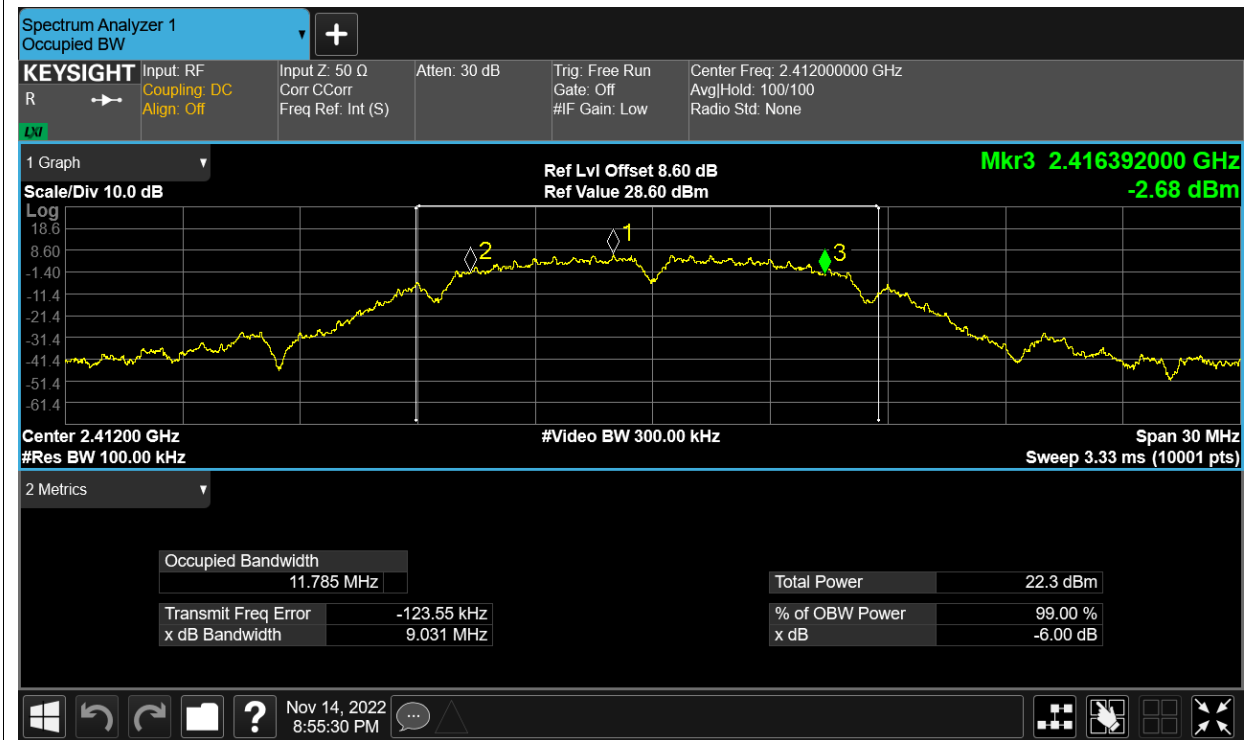 Spectrum Analyzer 1
Occupied BW
▼
+
KEYSIGHT
R
LXI
Input: RF
Coupling: DC
Align: Off
Input Z: 50 Ω
Corr CCorr
Freq Ref: Int (S)
Atten: 30 dB
Trig: Free Run
Gate: Off
#IF Gain: Low
Center Freq: 2.412000000 GHz
Avg|Hold: 100/100
Radio Std: None
1 Graph ▼
Scale/Div 10.0 dB
Ref Lvl Offset 8.60 dB
Ref Value 28.60 dBm
Mkr3 2.416392000 GHz
-2.68 dBm
Log
18.6
8.60
-1.40
-11.4
-21.4
-31.4
-41.4
-51.4
-61.4
2
1
3
Center 2.41200 GHz
#Video BW 300.00 kHz
Span 30 MHz
#Res BW 100.00 kHz
Sweep 3.33 ms (10001 pts)
2 Metrics ▼
Occupied Bandwidth
11.785 MHz
Transmit Freq Error -123.55 kHz
x dB Bandwidth 9.031 MHz
Total Power 22.3 dBm
% of OBW Power 99.00 %
x dB -6.00 dB
?
Nov 14, 2022
8:55:30 PM